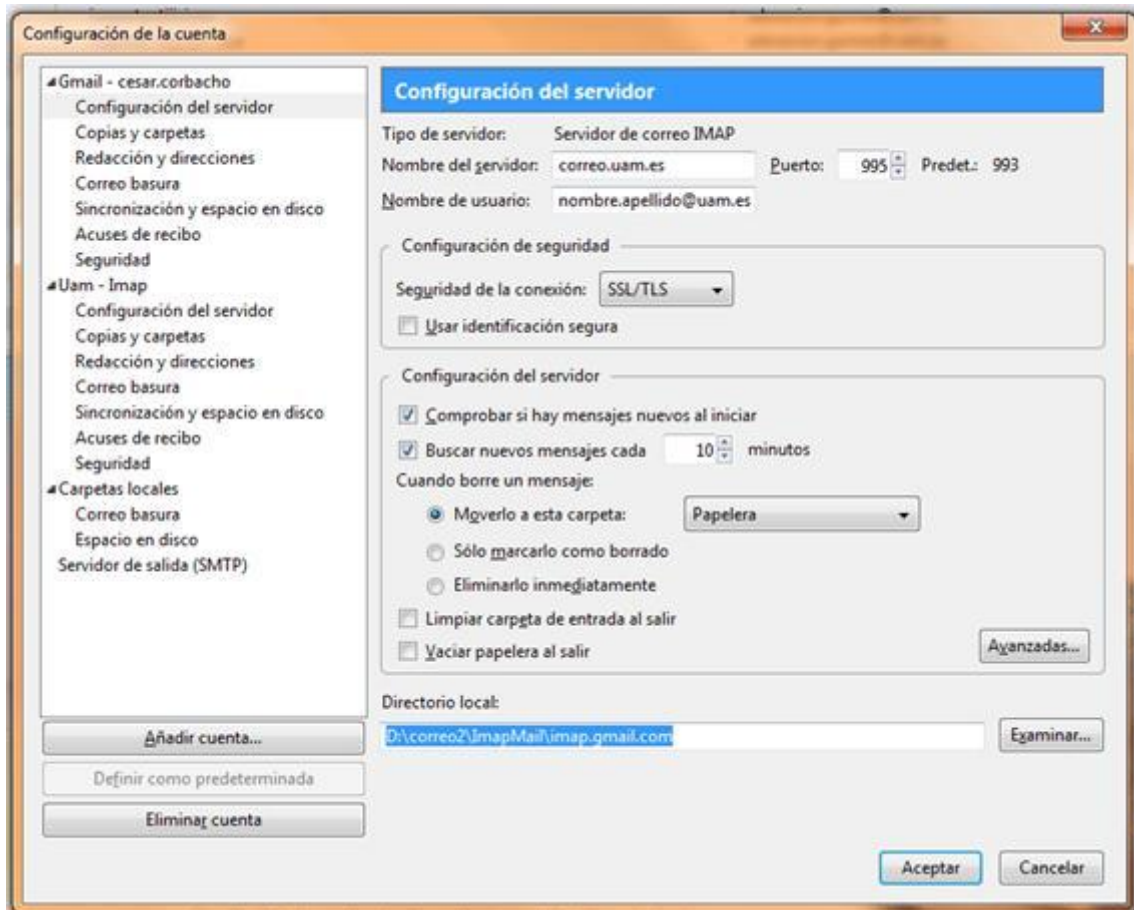 Configuración de la cuenta
Gmail - cesar.corbacho
Configuración del servidor
Copias y carpetas
Redacción y direcciones
Correo basura
Sincronización y espacio en disco
Acuses de recibo
Seguridad
Uam - Imap
Configuración del servidor
Copias y carpetas
Redacción y direcciones
Correo basura
Sincronización y espacio en disco
Acuses de recibo
Seguridad
Carpetas locales
Correo basura
Espacio en disco
Servidor de salida (SMTP)
Añadir cuenta...
Definir como predeterminada
Eliminar cuenta
Configuración del servidor
Tipo de servidor: Servidor de correo IMAP
Nombre del servidor: correo.uam.es Puerto: 995 Predet.: 993
Nombre de usuario: nombre.apellido@uam.es
Configuración de seguridad
Seguridad de la conexión: SSL/TLS
Usar identificación segura
Configuración del servidor
Comprobar si hay mensajes nuevos al iniciar
Buscar nuevos mensajes cada 10 minutos
Cuando borre un mensaje:
Moverlo a esta carpeta: Papelera
Sólo marcarlo como borrado
Eliminarlo inmediatamente
Limpiar carpeta de entrada al salir
Vaciar papelera al salir
Avanzadas...
Directorio local:
D:\correo2\ImapMail\imap.gmail.com
Examinar...
Aceptar Cancelar